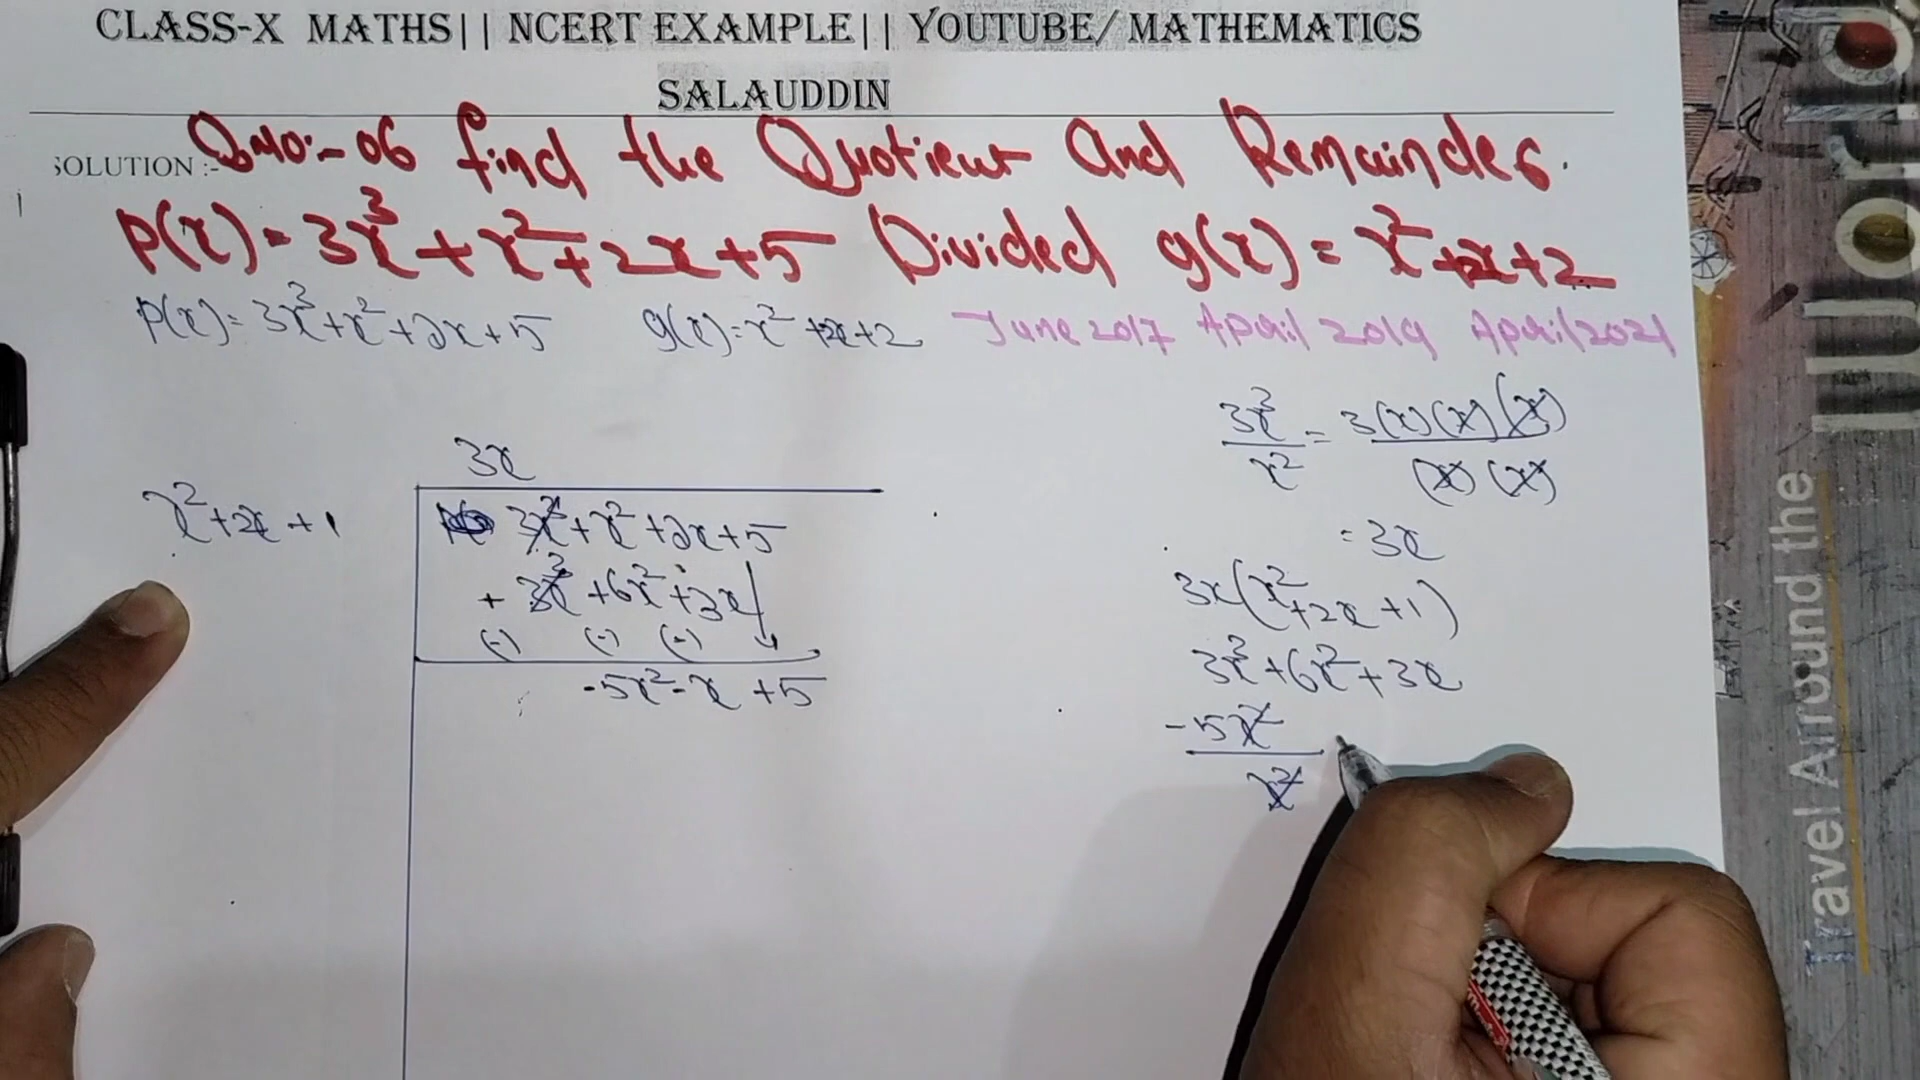 CLASS-X MATHS|| NCERT EXAMPLE|| YOUTUBE/ MATHEMATICS
SALAUDDIN
SOLUTION :-
Q.No:-06 Find the Quotient And Remainder.
p(x)= 3x³+x²+2x+5 Divided g(x)= x²+2x+2
p(x)= 3x³+x²+2x+5 g(x)=x²+2x+2 June 2017 April 2019 April 2021
3x
x²+2x+1
3x³+x²+2x+5
+ 3x³+6x²+3x
(-) (-) (-)
-5x²-x+5
3x³/x² = 3(x)(x)(x)/(x)(x)
= 3x
3x(x²+2x+1)
3x³+6x²+3x
-5x²/x²
Travel Arround the
World